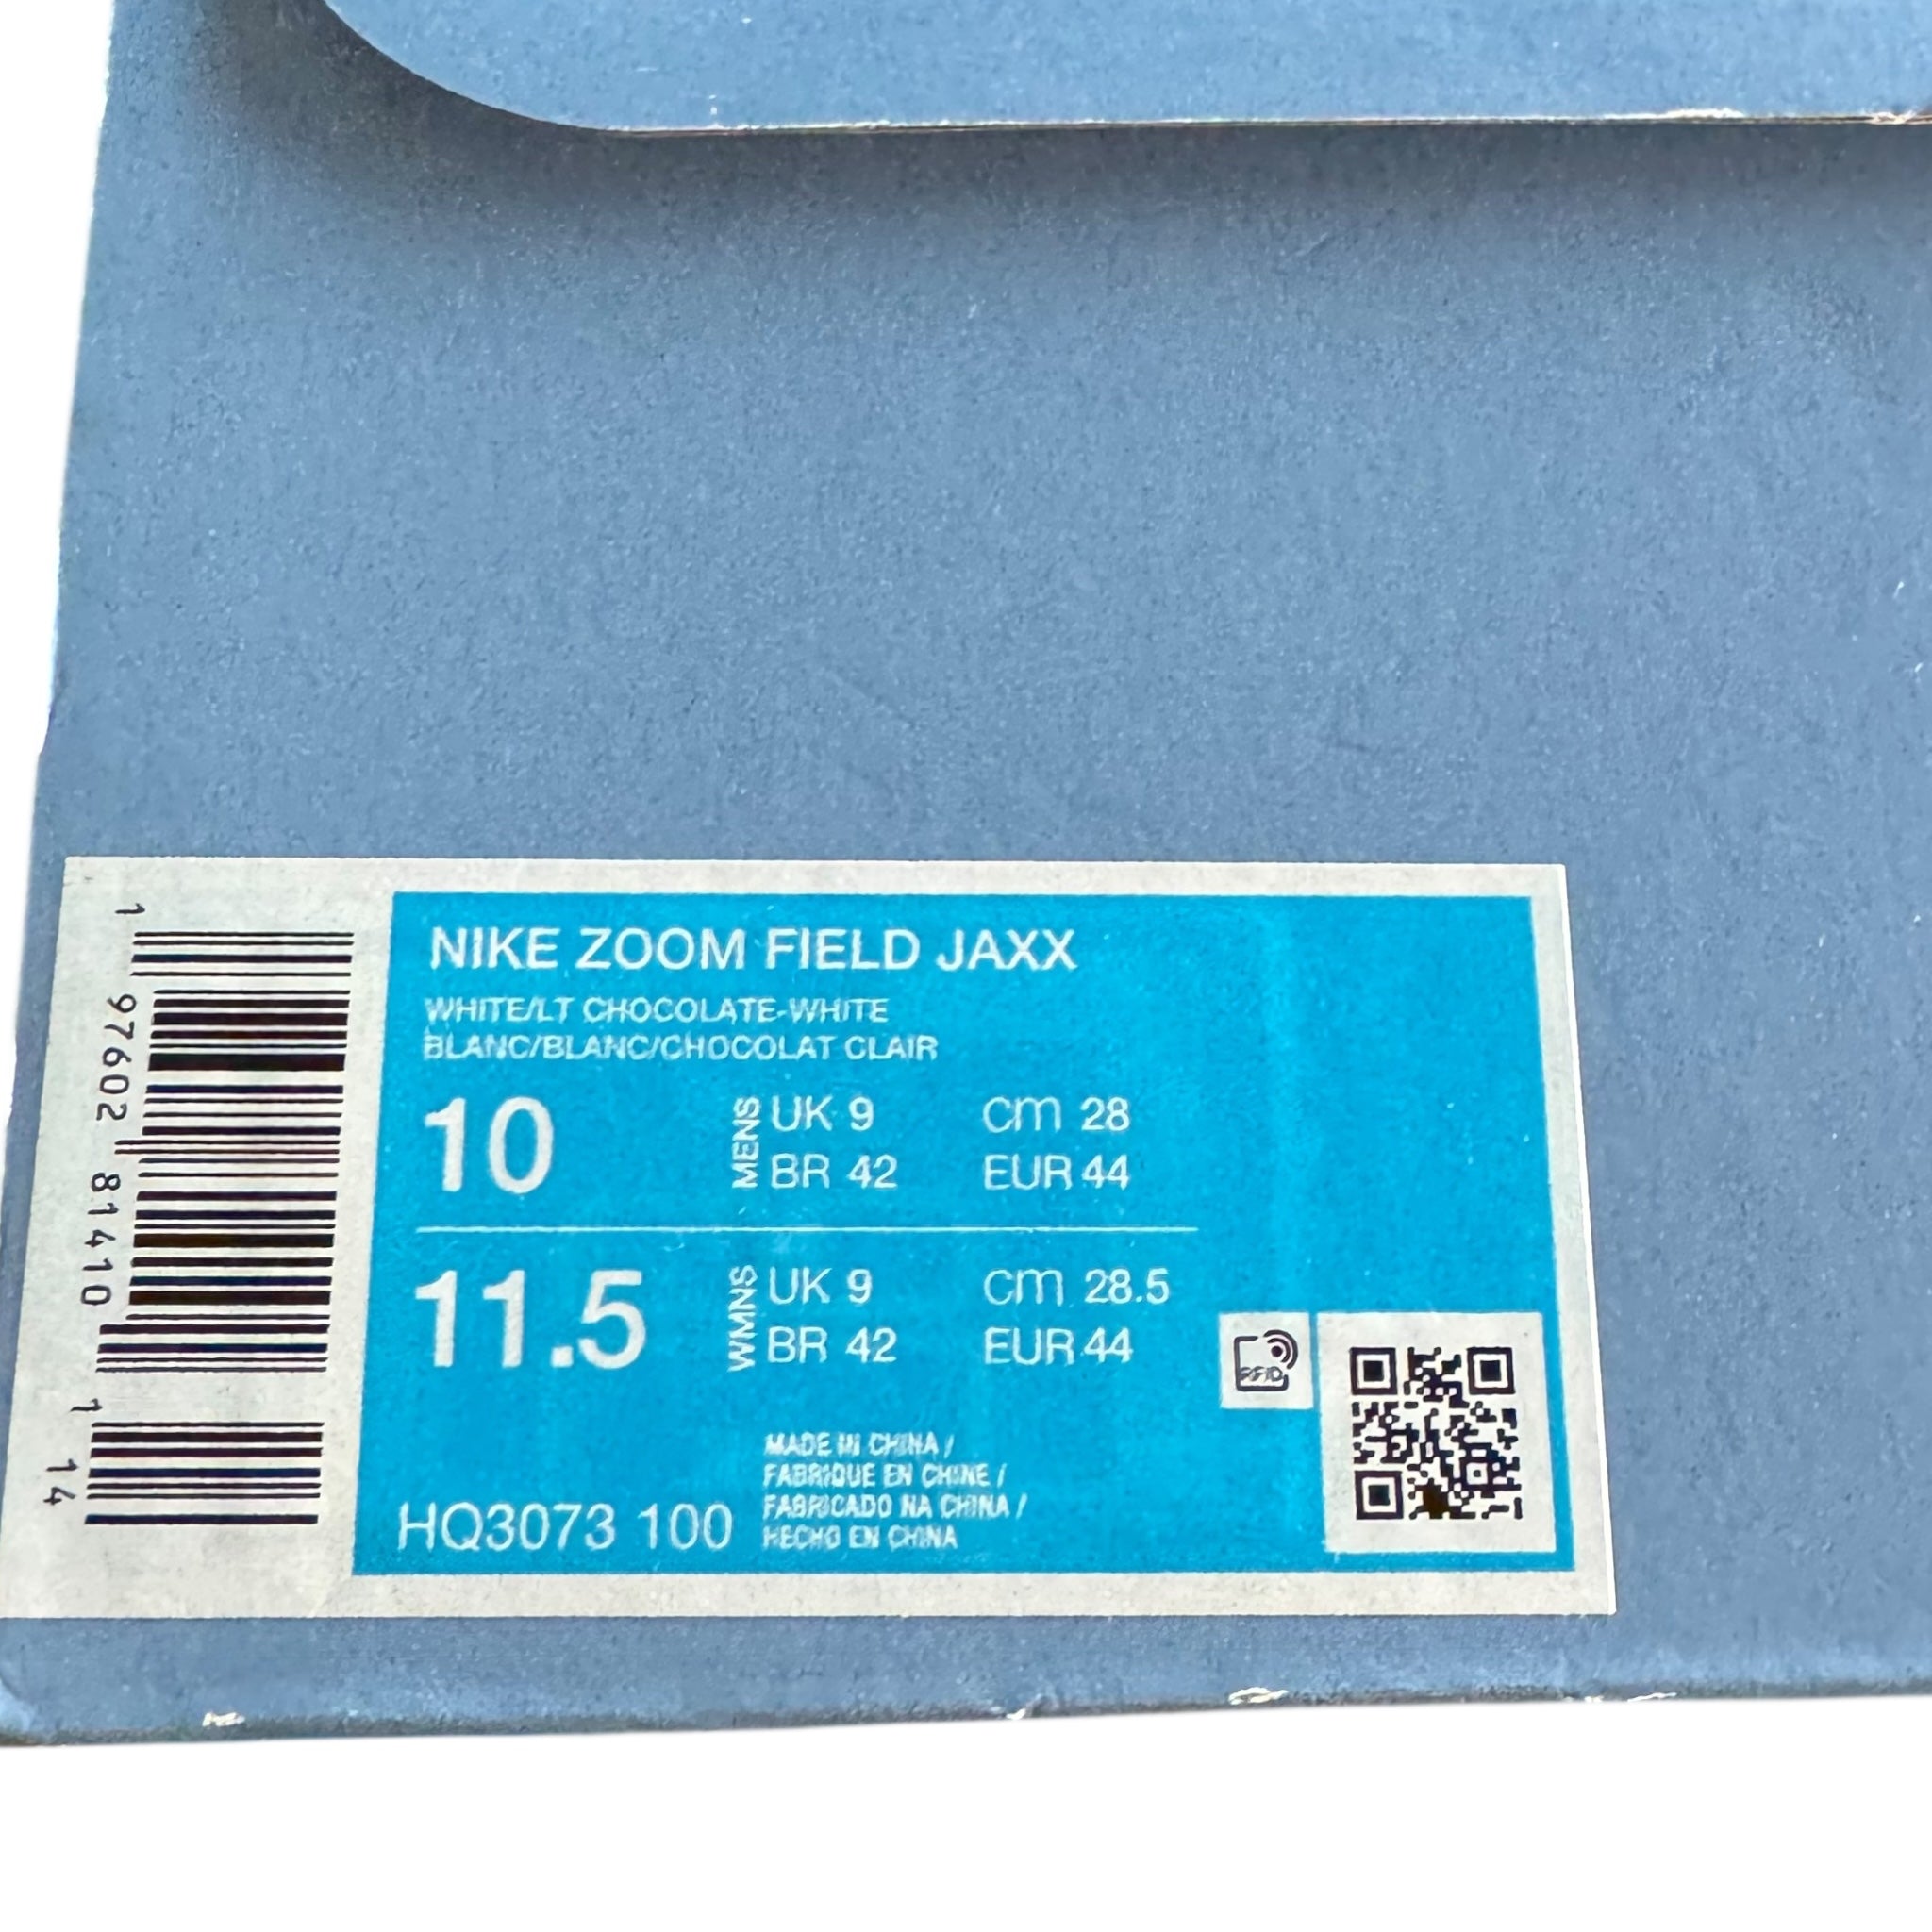 NIKE ZOOM FIELD JAXX
WHITE/LT CHOCOLATE-WHITE
BLANC/BLANC/CHOCOLAT CLAIR
10
MENS
UK 9
cm 28
BR 42
EUR 44
11.5
WMNS
UK 9
cm 28.5
BR 42
EUR 44
RFID
HQ3073 100
MADE IN CHINA /
FABRIQUE EN CHINE /
FABRICADO NA CHINA /
HECHO EN CHINA
1 97602 81410 1
14